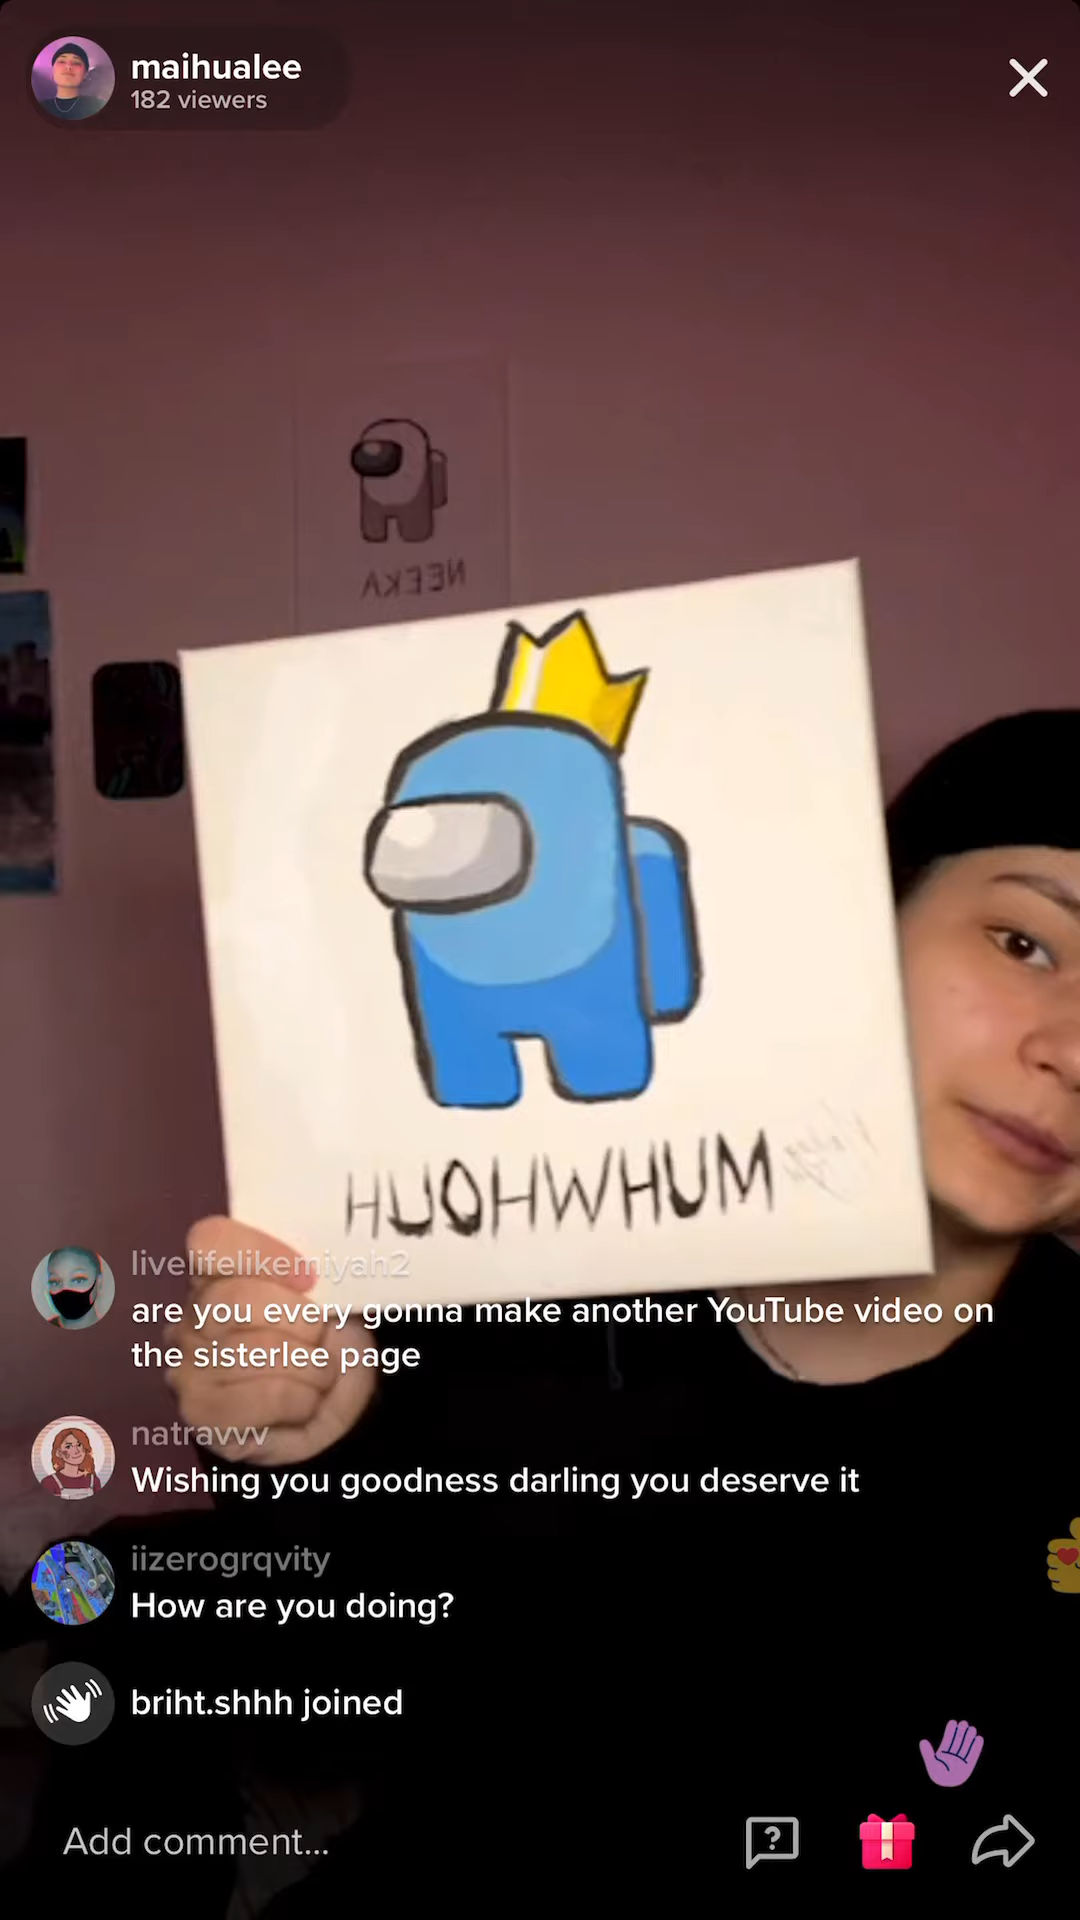 maihualee
182 viewers
NEEKA
HUOHWHUM
livelifelikemiyah2
are you every gonna make another YouTube video on
the sisterlee page
natravvv
Wishing you goodness darling you deserve it
iizerogrqvity
How are you doing?
briht.shhh joined
Add comment...